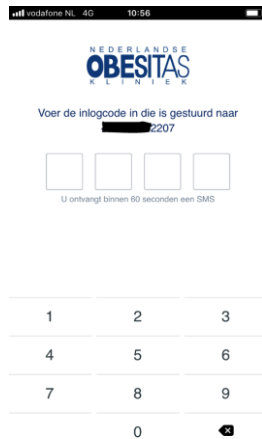 vodafone NL 4G 10:56
NEDERLANDSE
OBESITAS
KLINIEK
Voer de inlogcode in die is gestuurd naar
2207
U ontvangt binnen 60 seconden een SMS
1 2 3
4 5 6
7 8 9
0